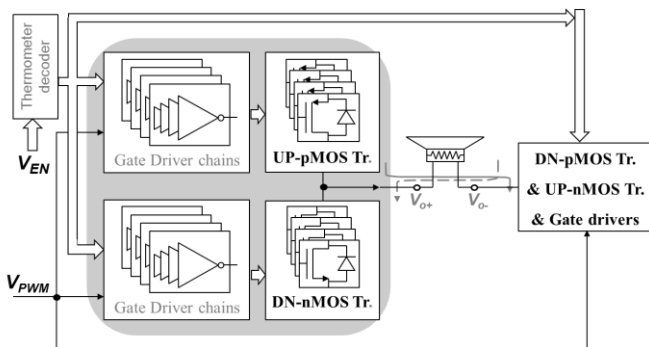 Thermometer
decoder
V_EN
Gate Driver chains
UP-pMOS Tr.
V_o+
V_o-
DN-pMOS Tr.
& UP-nMOS Tr.
& Gate drivers
V_PWM
Gate Driver chains
DN-nMOS Tr.